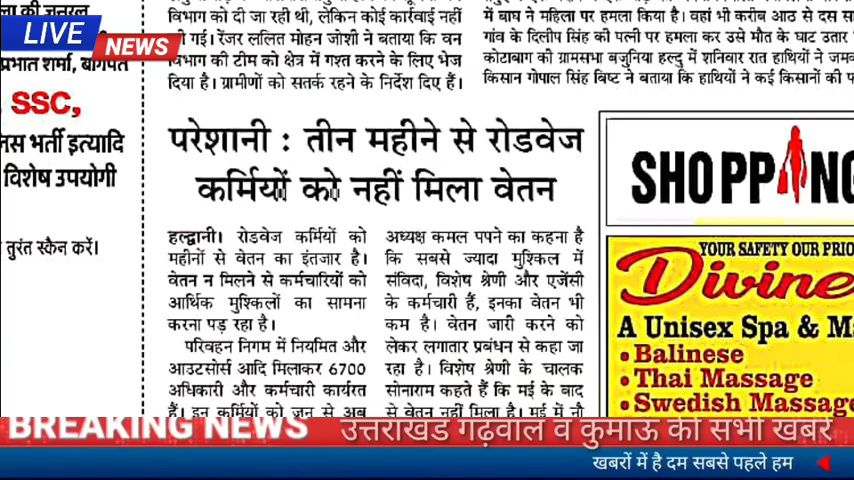 LIVE
NEWS
प्रभात शर्मा, बागपत
SSC,
भर्ती इत्यादि
विशेष उपयोगी
तुरंत स्कैन करें।
विभाग को दी जा रही थी, लेकिन कोई कार्रवाई नहीं
गई। रेंजर ललित मोहन जोशी ने बताया कि वन
विभाग की टीम को क्षेत्र में गश्त करने के लिए भेज
दिया है। ग्रामीणों को सतर्क रहने के निर्देश दिए हैं।
में बाघ ने महिला पर हमला किया है। वहां भी करीब आठ से दस
गांव के दिलीप सिंह की पत्नी पर हमला कर उसे मौत के घाट उतार
कोटाबाग की ग्रामसभा बजुनिया हल्दु में शनिवार रात हाथियों ने
किसान गोपाल सिंह बिष्ट ने बताया कि हाथियों ने कई किसानों की
परेशानी : तीन महीने से रोडवेज
कर्मियों को नहीं मिला वेतन
हल्द्वानी। रोडवेज कर्मियों को
महीनों से वेतन का इंतजार है।
वेतन न मिलने से कर्मचारियों को
आर्थिक मुश्किलों का सामना
करना पड़ रहा है।
परिवहन निगम में नियमित और
आउटसोर्स आदि मिलाकर 6700
अधिकारी और कर्मचारी कार्यरत
हैं। इन कर्मियों को जून से अब
अध्यक्ष कमल पपने का कहना है
कि सबसे ज्यादा मुश्किल में
संविदा, विशेष श्रेणी और एजेंसी
के कर्मचारी हैं, इनका वेतन भी
कम है। वेतन जारी करने को
लेकर लगातार प्रबंधन से कहा जा
रहा है। विशेष श्रेणी के चालक
सोनाराम कहते हैं कि मई के बाद
से वेतन नहीं मिला है। मई में नौ
SHOPPING
YOUR SAFETY OUR PRIO
Divine
A Unisex Spa & Ma
• Balinese
• Thai Massage
• Swedish Massage
BREAKING NEWS
उत्तराखंड गढ़वाल व कुमाऊं की सभी खबरें
खबरों में है दम सबसे पहले हम